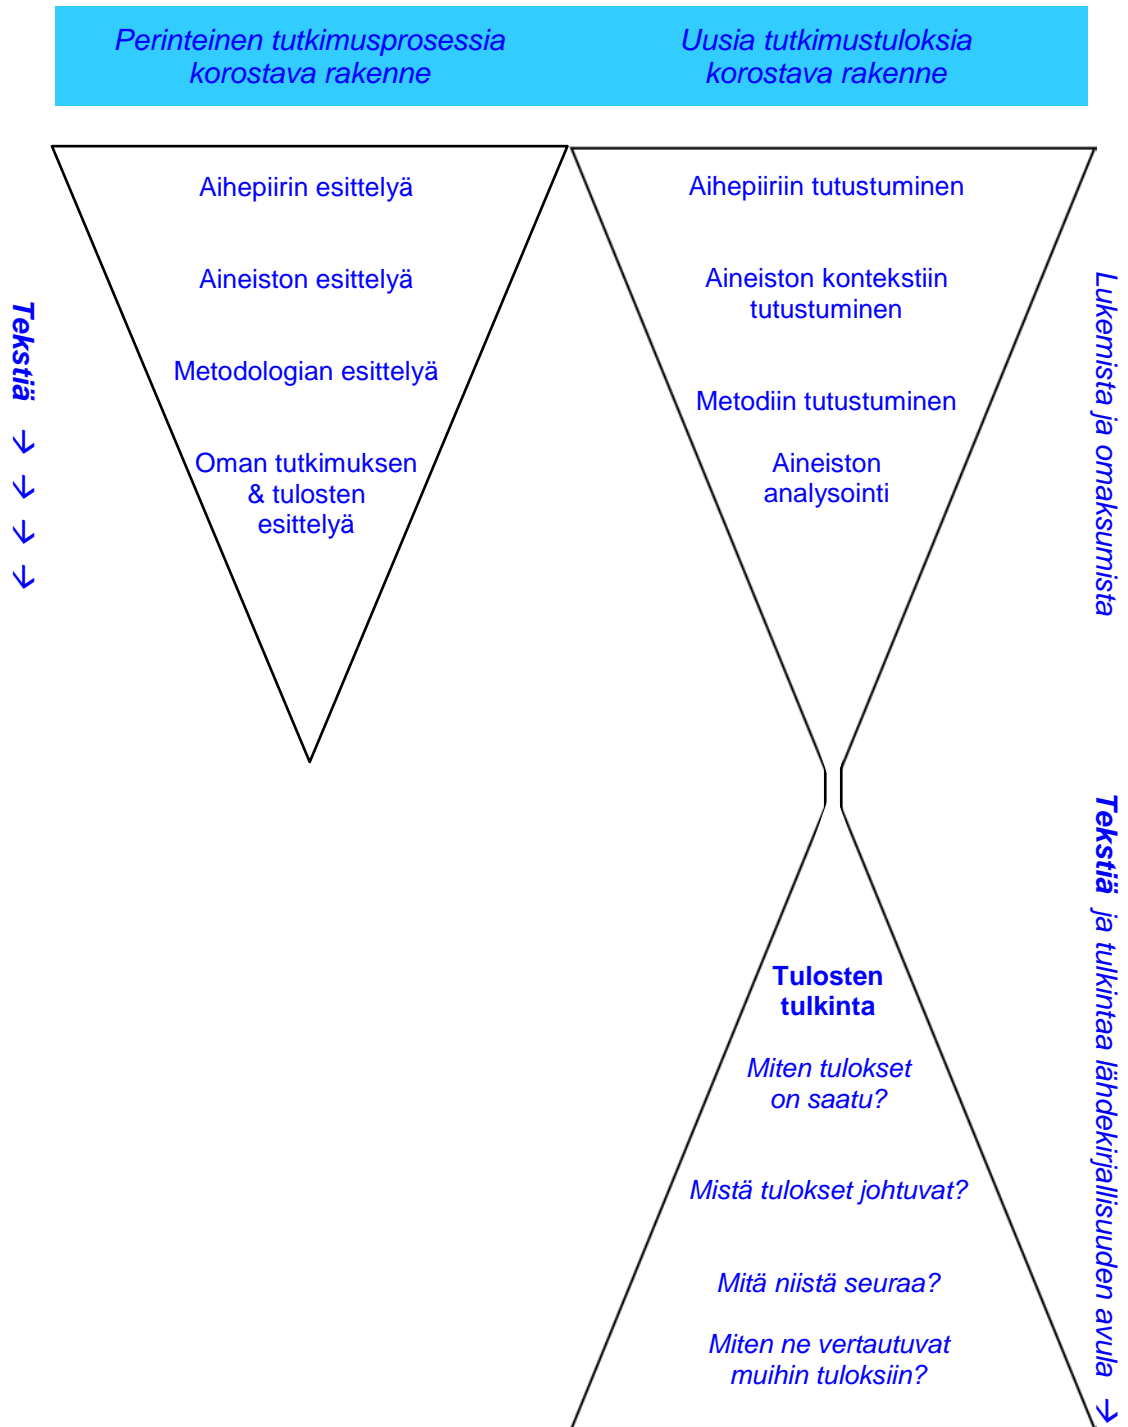 Perinteinen tutkimusprosessia
korostava rakenne
Uusia tutkimustuloksia
korostava rakenne
Tekstiä → → → →
Aihepiirin esittelyä
Aineiston esittelyä
Metodologian esittelyä
Oman tutkimuksen
& tulosten
esittelyä
Aihepiiriin tutustuminen
Aineiston kontekstiin
tutustuminen
Metodiin tutustuminen
Aineiston
analysointi
Lukemista ja omaksumista
Tulosten
tulkinta
Miten tulokset
on saatu?
Mistä tulokset johtuvat?
Mitä niistä seuraa?
Miten ne vertautuvat
muihin tuloksiin?
Tekstiä ja tulkintaa lähdekirjallisuuden avula →